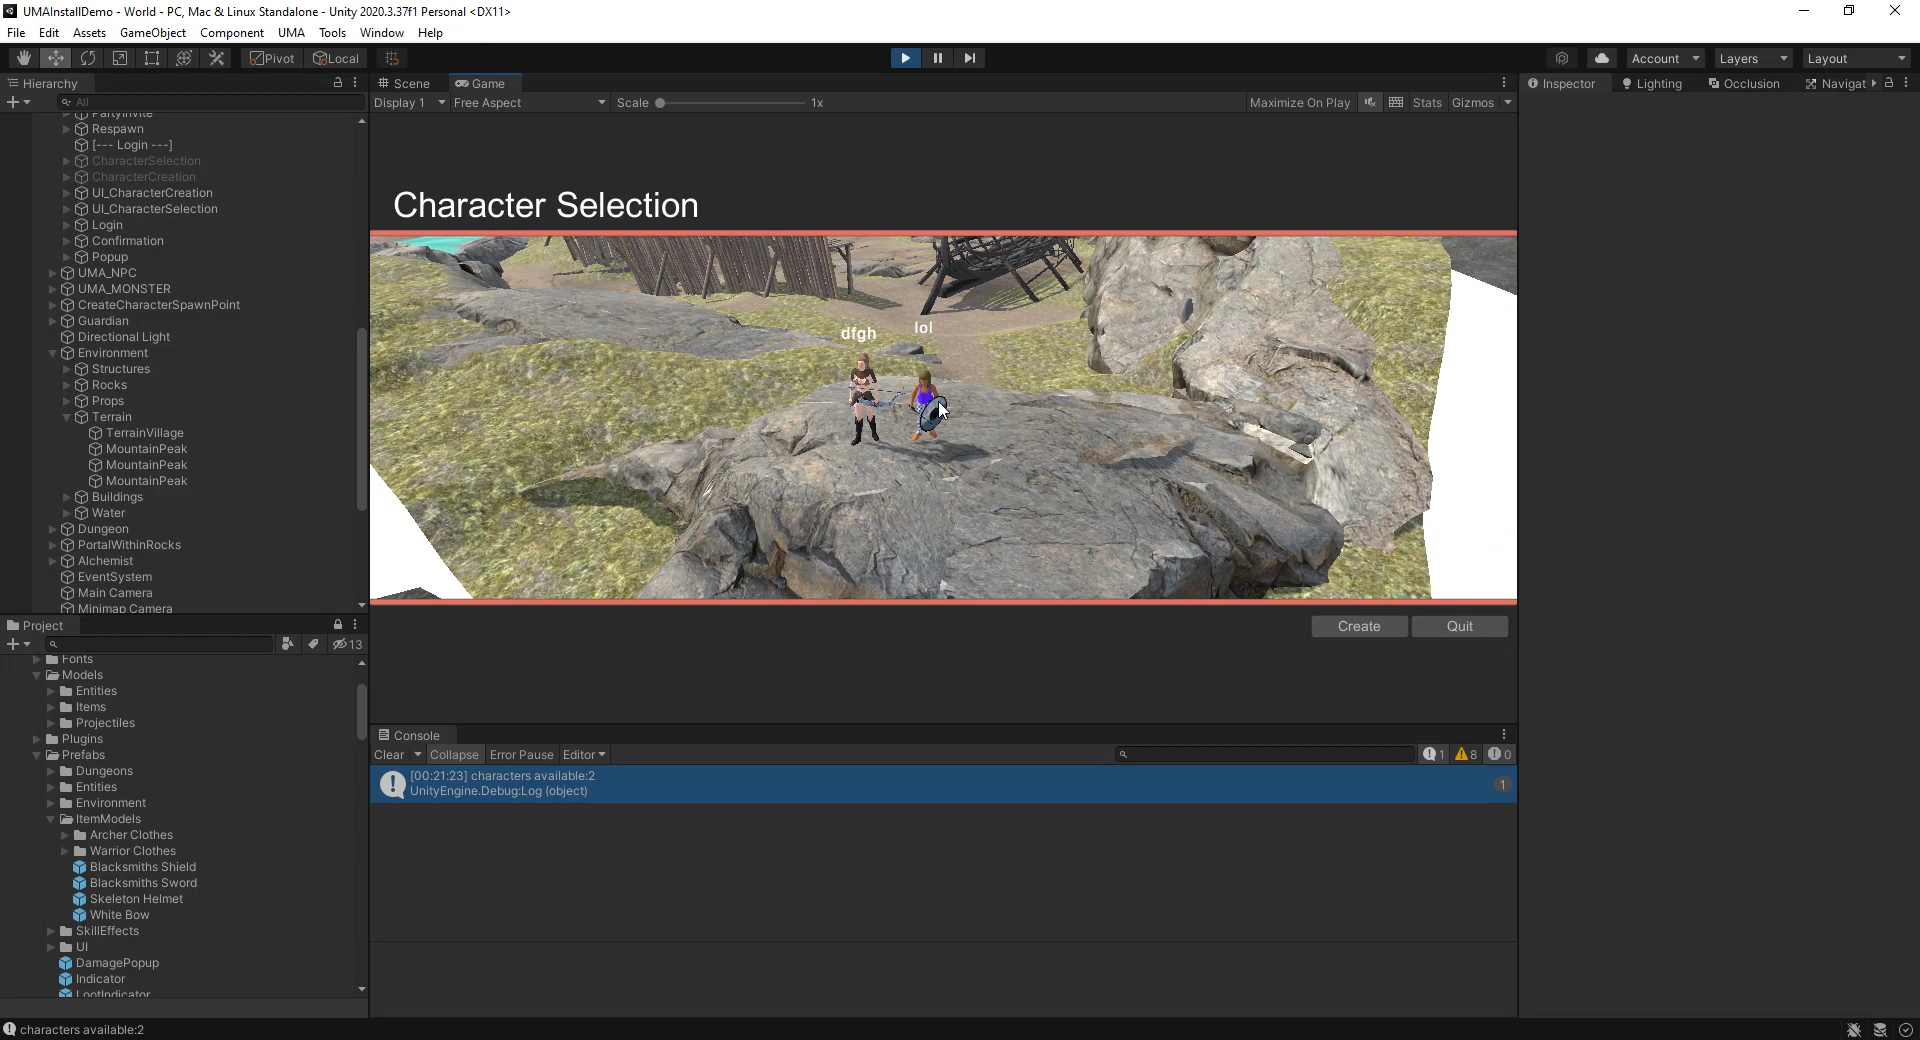 UMAInstallDemo - World - PC, Mac & Linux Standalone - Unity 2020.3.37f1 Personal <DX11>
File Edit Assets GameObject Component UMA Tools Window Help
Pivot Local Account Layers Layout
Hierarchy
All
PartyInvite
Respawn
[--- Login ---]
CharacterSelection
CharacterCreation
UI_CharacterCreation
UI_CharacterSelection
Login
Confirmation
Popup
UMA_NPC
UMA_MONSTER
CreateCharacterSpawnPoint
Guardian
Directional Light
Environment
Structures
Rocks
Props
Terrain
TerrainVillage
MountainPeak
MountainPeak
MountainPeak
Buildings
Water
Dungeon
PortalWithinRocks
Alchemist
EventSystem
Main Camera
Minimap Camera
Project
13
Fonts
Models
Entities
Items
Projectiles
Plugins
Prefabs
Dungeons
Entities
Environment
ItemModels
Archer Clothes
Warrior Clothes
Blacksmiths Shield
Blacksmiths Sword
Skeleton Helmet
White Bow
SkillEffects
UI
DamagePopup
Indicator
LootIndicator
Scene Game
Display 1 Free Aspect Scale 1x Maximize On Play Stats Gizmos
Character Selection
dfgh lol
Create Quit
Console
Clear Collapse Error Pause Editor 1 8 0
[00:21:23] characters available:2
UnityEngine.Debug:Log (object)
1
Inspector Lighting Occlusion Navigat
characters available:2